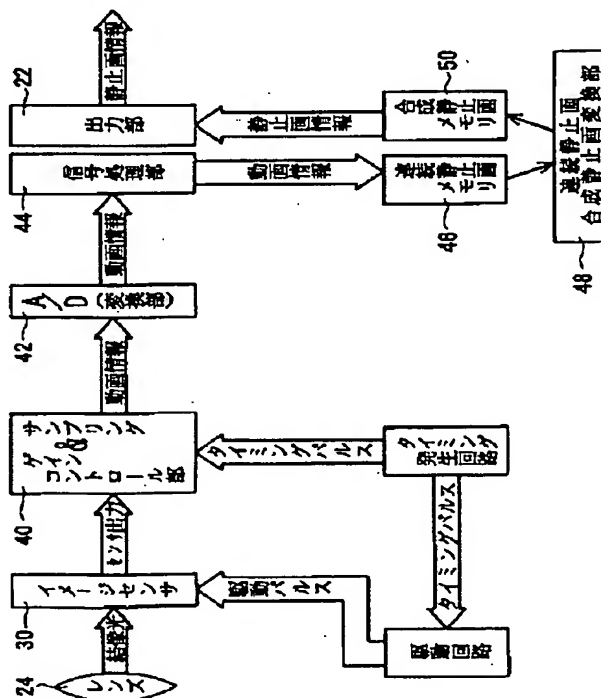 24
レンズ
結像光
30
イメージセンサ
センサ出力
40
サンプリング
&
ゲイン
コントロール部
動画情報
42
A/D(変換部)
動画情報
44
信号処理部
22
出力部
静止画情報
駆動パルス
タイミングパルス
駆動回路
タイミングパルス
タイミング
発生回路
動画情報
静止画情報
46
連続静止画
メモリ
50
合成静止画
メモリ
48
連続静止画
合成静止画変換部